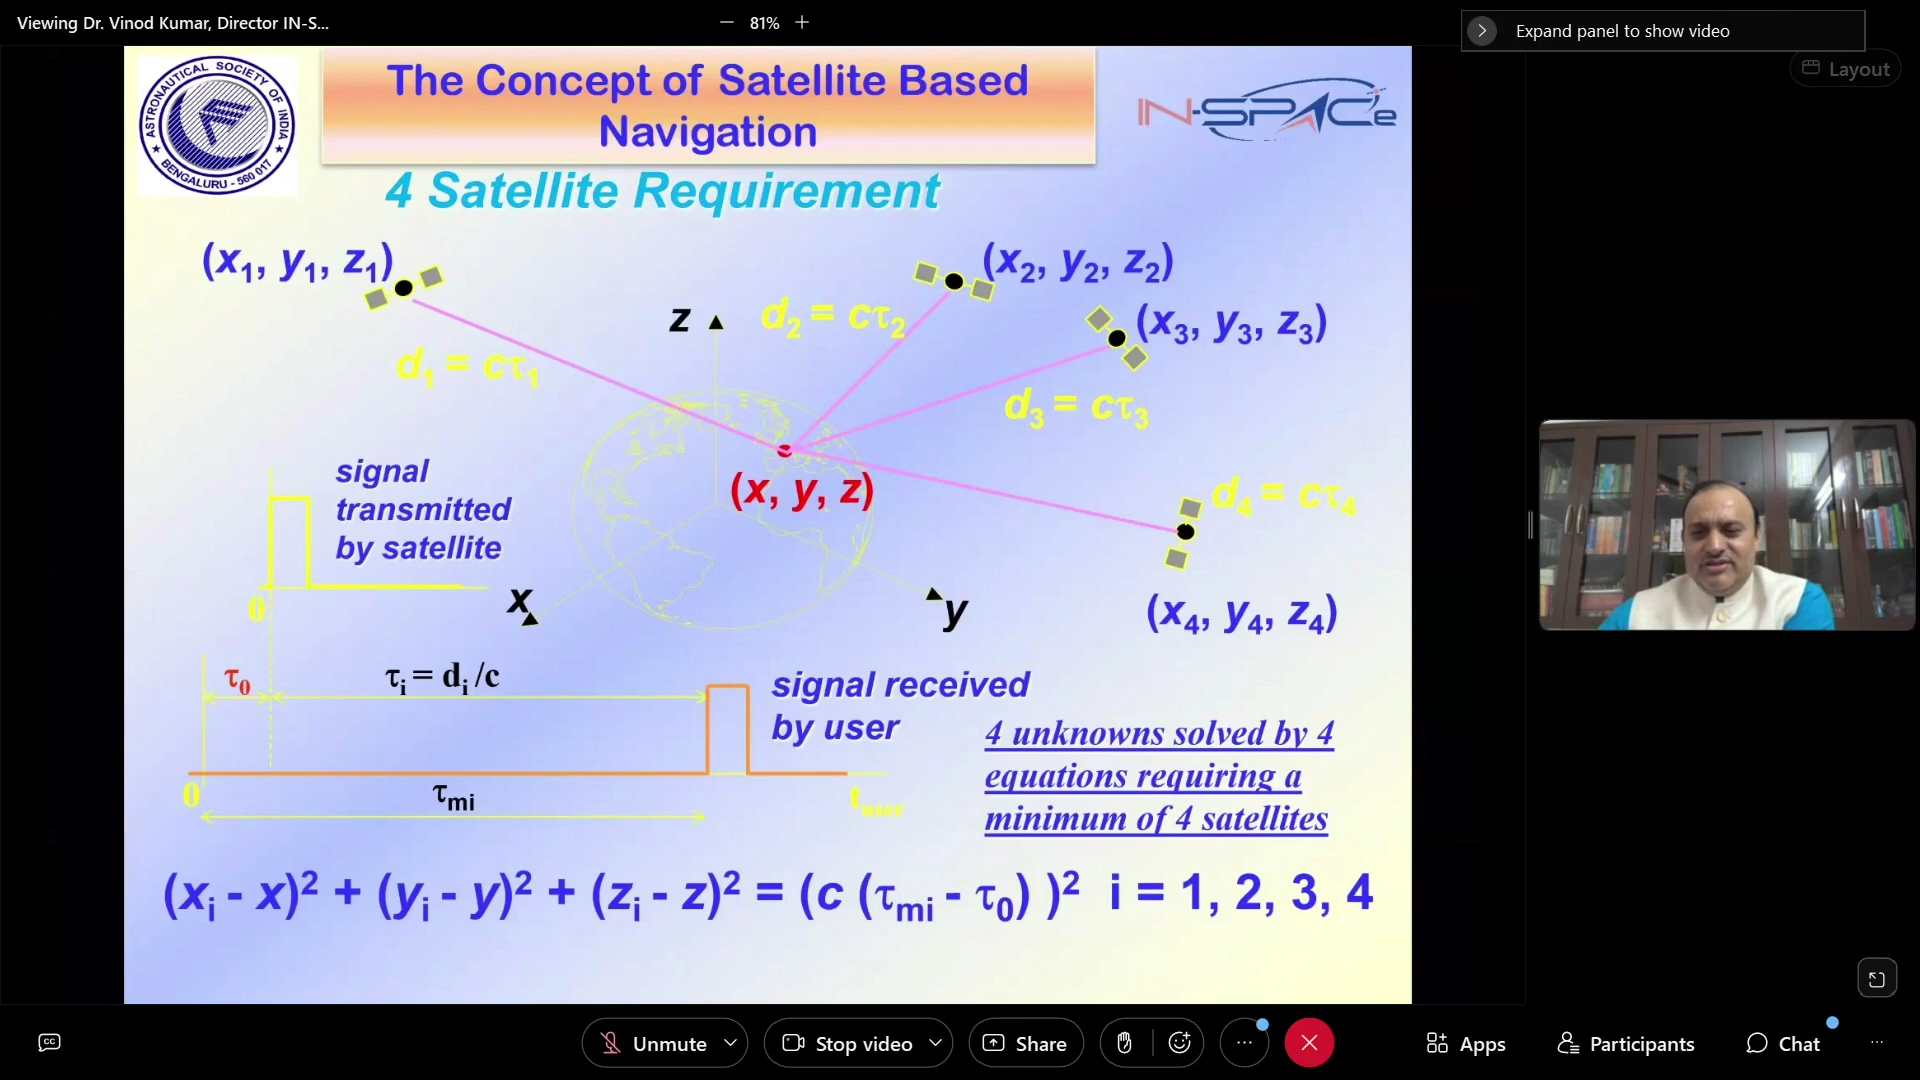 Viewing Dr. Vinod Kumar, Director IN-S...
81%
Expand panel to show video
Layout
ASTRONAUTICAL SOCIETY OF INDIA
BENGALURU - 560 017
The Concept of Satellite Based
Navigation
IN-SPACe
4 Satellite Requirement
(x₁, y₁, z₁)
(x₂, y₂, z₂)
z
d₂ = cτ₂
(x₃, y₃, z₃)
d₁ = cτ₁
d₃ = cτ₃
signal
transmitted
by satellite
(x, y, z)
d₄ = cτ₄
0
x
y
(x₄, y₄, z₄)
τ₀
τᵢ = dᵢ /c
signal received
by user
4 unknowns solved by 4
equations requiring a
minimum of 4 satellites
0
τmi
tuser
(xᵢ - x)² + (yᵢ - y)² + (zᵢ - z)² = (c (τmi - τ₀) )² i = 1, 2, 3, 4
CC
Unmute
Stop video
Share
Apps
Participants
Chat